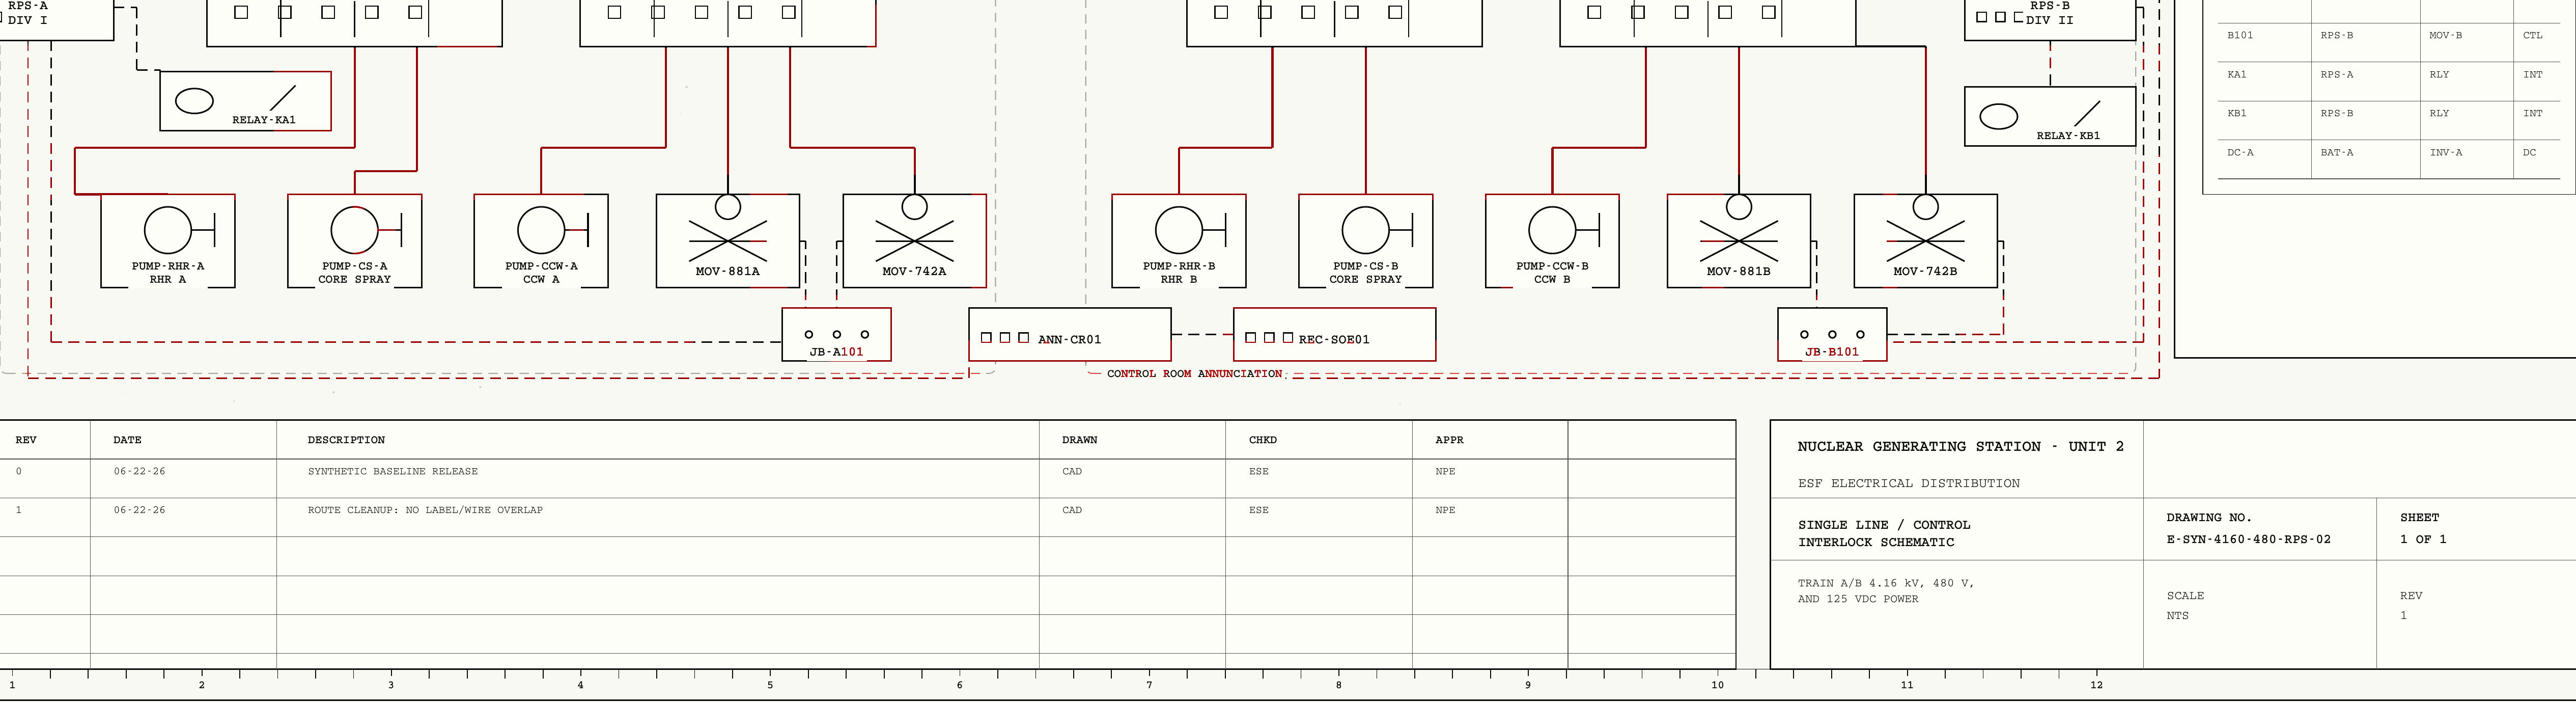 RPS-A
DIV I
RELAY-KA1
RPS-B
DIV II
RELAY-KB1
B101 RPS-B MOV-B CTL
KA1 RPS-A RLY INT
KB1 RPS-B RLY INT
DC-A BAT-A INV-A DC
PUMP-RHR-A
RHR A
PUMP-CS-A
CORE SPRAY
PUMP-CCW-A
CCW A
MOV-881A
MOV-742A
PUMP-RHR-B
RHR B
PUMP-CS-B
CORE SPRAY
PUMP-CCW-B
CCW B
MOV-881B
MOV-742B
JB-A101
ANN-CR01
REC-SOE01
JB-B101
CONTROL ROOM ANNUNCIATION
REV DATE DESCRIPTION DRAWN CHKD APPR
0 06-22-26 SYNTHETIC BASELINE RELEASE CAD ESE NPE
1 06-22-26 ROUTE CLEANUP: NO LABEL/WIRE OVERLAP CAD ESE NPE
NUCLEAR GENERATING STATION - UNIT 2
ESF ELECTRICAL DISTRIBUTION
SINGLE LINE / CONTROL
INTERLOCK SCHEMATIC
DRAWING NO.
E-SYN-4160-480-RPS-02
SHEET
1 OF 1
TRAIN A/B 4.16 kV, 480 V,
AND 125 VDC POWER
SCALE
NTS
REV
1
1 2 3 4 5 6 7 8 9 10 11 12